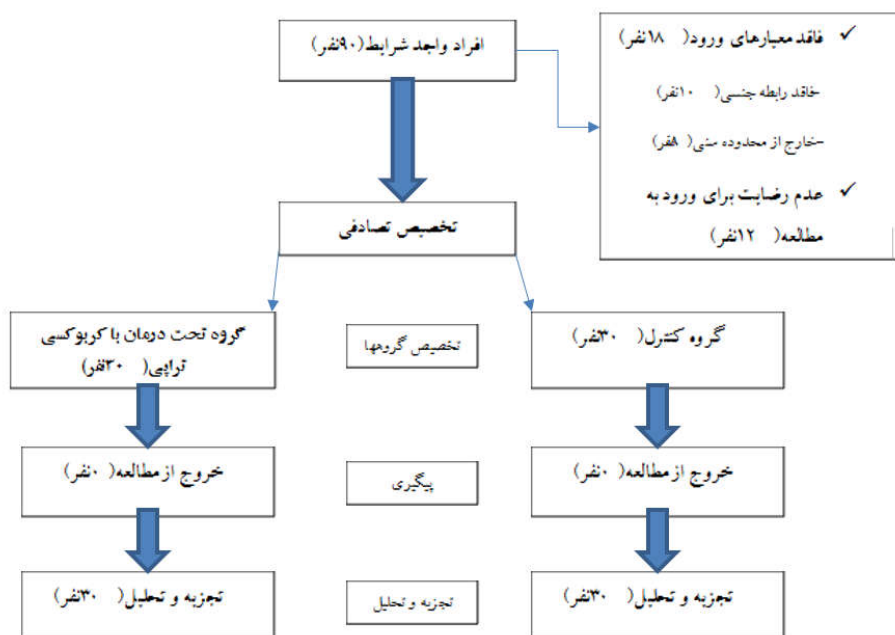 افراد واجد شرایط(۹۰نفر)
✓ فاقد معیارهای ورود( ۱۸نفر)
-فاقد رابطه جنسی( ۱۰نفر)
-خارج از محدوده سنی( ۸نفر)
✓ عدم رضایت برای ورود به
مطالعه( ۱۲نفر)
تخصیص تصادفی
گروه کنترل( ۳۰نفر)
تخصیص گروهها
گروه تحت درمان با کربوکسی
تراپی( ۳۰نفر)
خروج از مطالعه( ۰نفر)
پیگیری
خروج از مطالعه( ۰نفر)
تجزیه و تحلیل( ۳۰نفر)
تجزیه و تحلیل
تجزیه و تحلیل( ۳۰نفر)